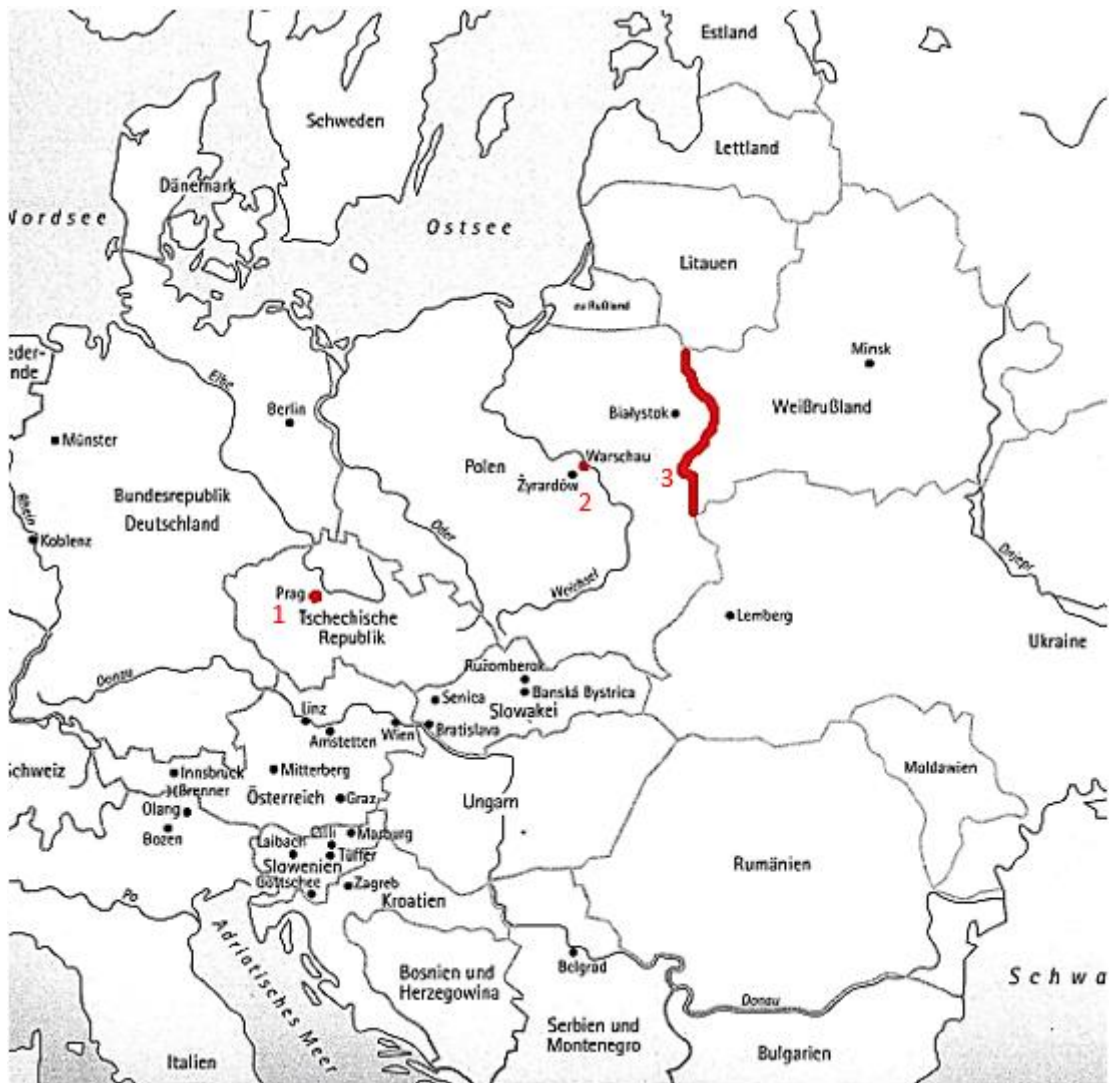 Estland
Schweden
Lettland
Dänemark
Nordsee
Ostsee
Litauen
zu Rußland
Minsk
eder-
nde
Elbe
Berlin
Białystok
Weißrußland
Münster
Warschau
Polen
3
Żyrardów
2
Bundesrepublik
Deutschland
Rhein
Oder
Koblenz
Dnjepr
Weichsel
Prag
1
Tschechische
Republik
Lemberg
Ukraine
Donau
Ružomberok
Senica
Banská Bystrica
Slowakei
Linz
Wien
Bratislava
Amstetten
Schweiz
Innsbruck
Mitterberg
Moldawien
Brenner
Österreich
Graz
Ungarn
Olang
Bozen
Cilli
Marburg
Laibach
Tüffer
Slowenien
Rumänien
Gottschee
Zagreb
Po
Kroatien
Adriatisches Meer
Belgrad
Bosnien und
Herzegowina
Schwa
Donau
Serbien und
Montenegro
Bulgarien
Italien